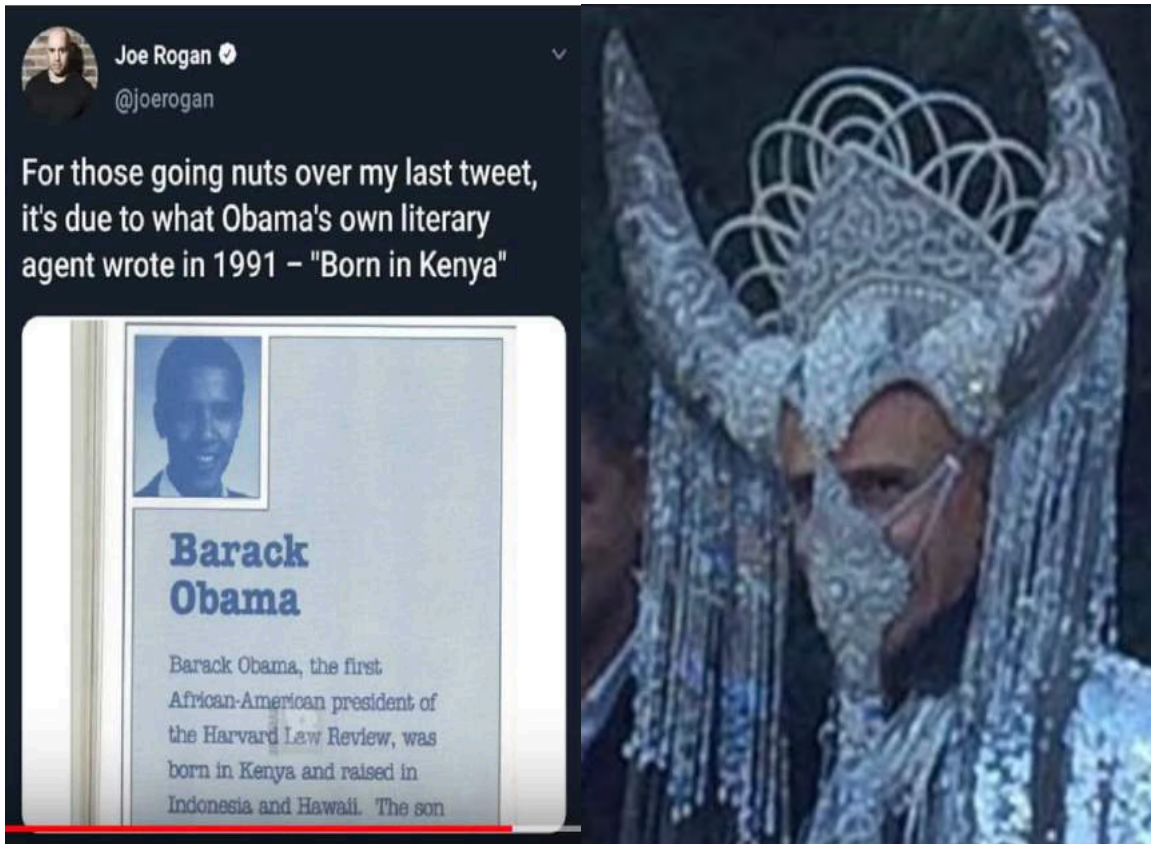 Joe Rogan
@joerogan
For those going nuts over my last tweet,
it's due to what Obama's own literary
agent wrote in 1991 – "Born in Kenya"
Barack
Obama
Barack Obama, the first
African-American president of
the Harvard Law Review, was
born in Kenya and raised in
Indonesia and Hawaii. The son